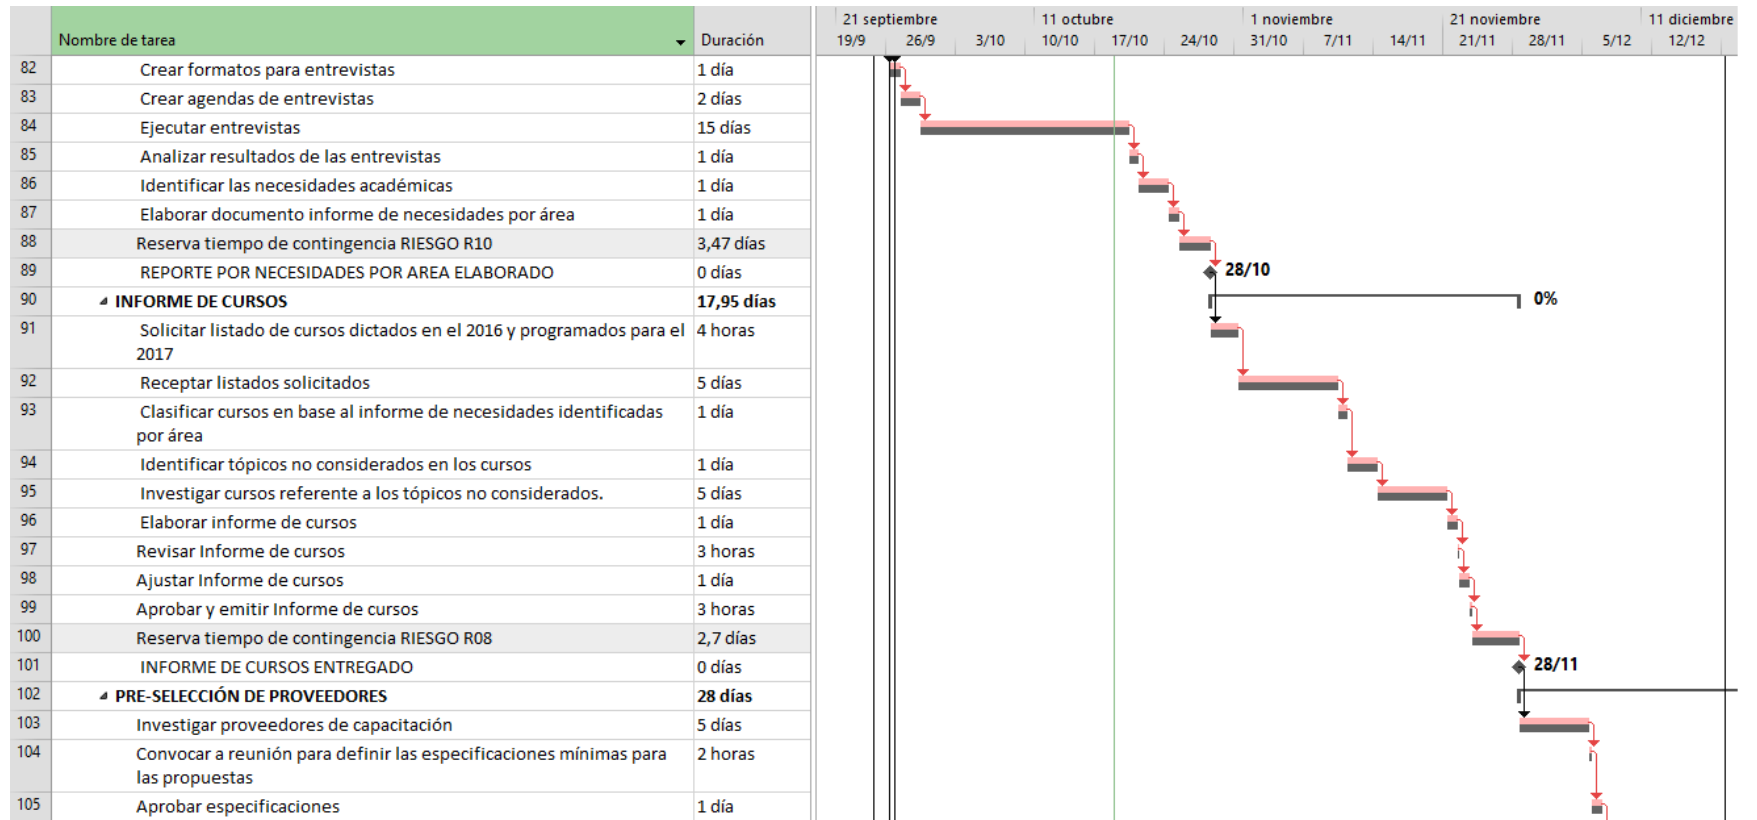 21 septiembre 11 octubre 1 noviembre 21 noviembre 11 diciembre
Nombre de tarea Duración 19/9 26/9 3/10 10/10 17/10 24/10 31/10 7/11 14/11 21/11 28/11 5/12 12/12
82 Crear formatos para entrevistas 1 día
83 Crear agendas de entrevistas 2 días
84 Ejecutar entrevistas 15 días
85 Analizar resultados de las entrevistas 1 día
86 Identificar las necesidades académicas 1 día
87 Elaborar documento informe de necesidades por área 1 día
88 Reserva tiempo de contingencia RIESGO R10 3,47 días
89 REPORTE POR NECESIDADES POR AREA ELABORADO 0 días 28/10
90 INFORME DE CURSOS 17,95 días 0%
91 Solicitar listado de cursos dictados en el 2016 y programados para el 4 horas
2017
92 Receptar listados solicitados 5 días
93 Clasificar cursos en base al informe de necesidades identificadas 1 día
por área
94 Identificar tópicos no considerados en los cursos 1 día
95 Investigar cursos referente a los tópicos no considerados. 5 días
96 Elaborar informe de cursos 1 día
97 Revisar Informe de cursos 3 horas
98 Ajustar Informe de cursos 1 día
99 Aprobar y emitir Informe de cursos 3 horas
100 Reserva tiempo de contingencia RIESGO R08 2,7 días
101 INFORME DE CURSOS ENTREGADO 0 días 28/11
102 PRE-SELECCIÓN DE PROVEEDORES 28 días
103 Investigar proveedores de capacitación 5 días
104 Convocar a reunión para definir las especificaciones mínimas para 2 horas
las propuestas
105 Aprobar especificaciones 1 día